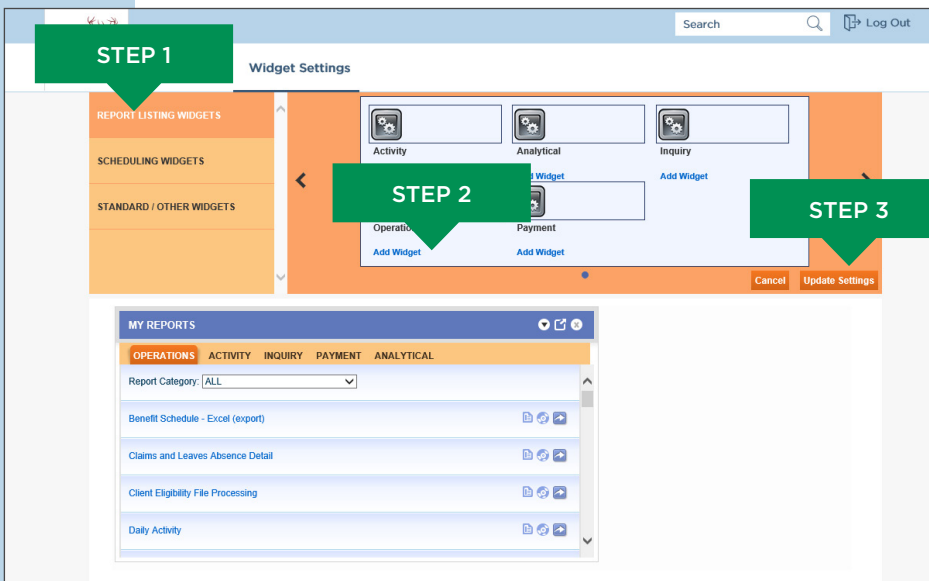 Search
Log Out
STEP 1
Widget Settings
REPORT LISTING WIDGETS
SCHEDULING WIDGETS
STANDARD / OTHER WIDGETS
Activity
Analytical
Inquiry
Widget
Add Widget
STEP 2
STEP 3
Operation
Payment
Add Widget
Add Widget
Cancel
Update Settings
MY REPORTS
OPERATIONS ACTIVITY INQUIRY PAYMENT ANALYTICAL
Report Category: ALL
Benefit Schedule - Excel (export)
Claims and Leaves Absence Detail
Client Eligibility File Processing
Daily Activity